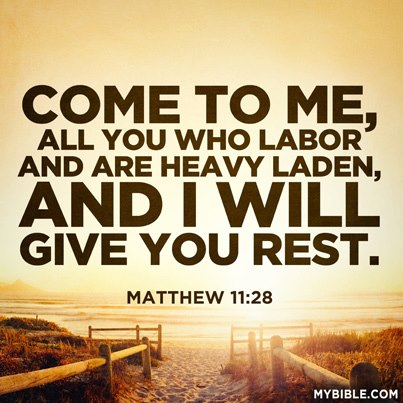 COME TO ME,
ALL YOU WHO LABOR
AND ARE HEAVY LADEN,
AND I WILL
GIVE YOU REST.
MATTHEW 11:28
MYBIBLE.COM